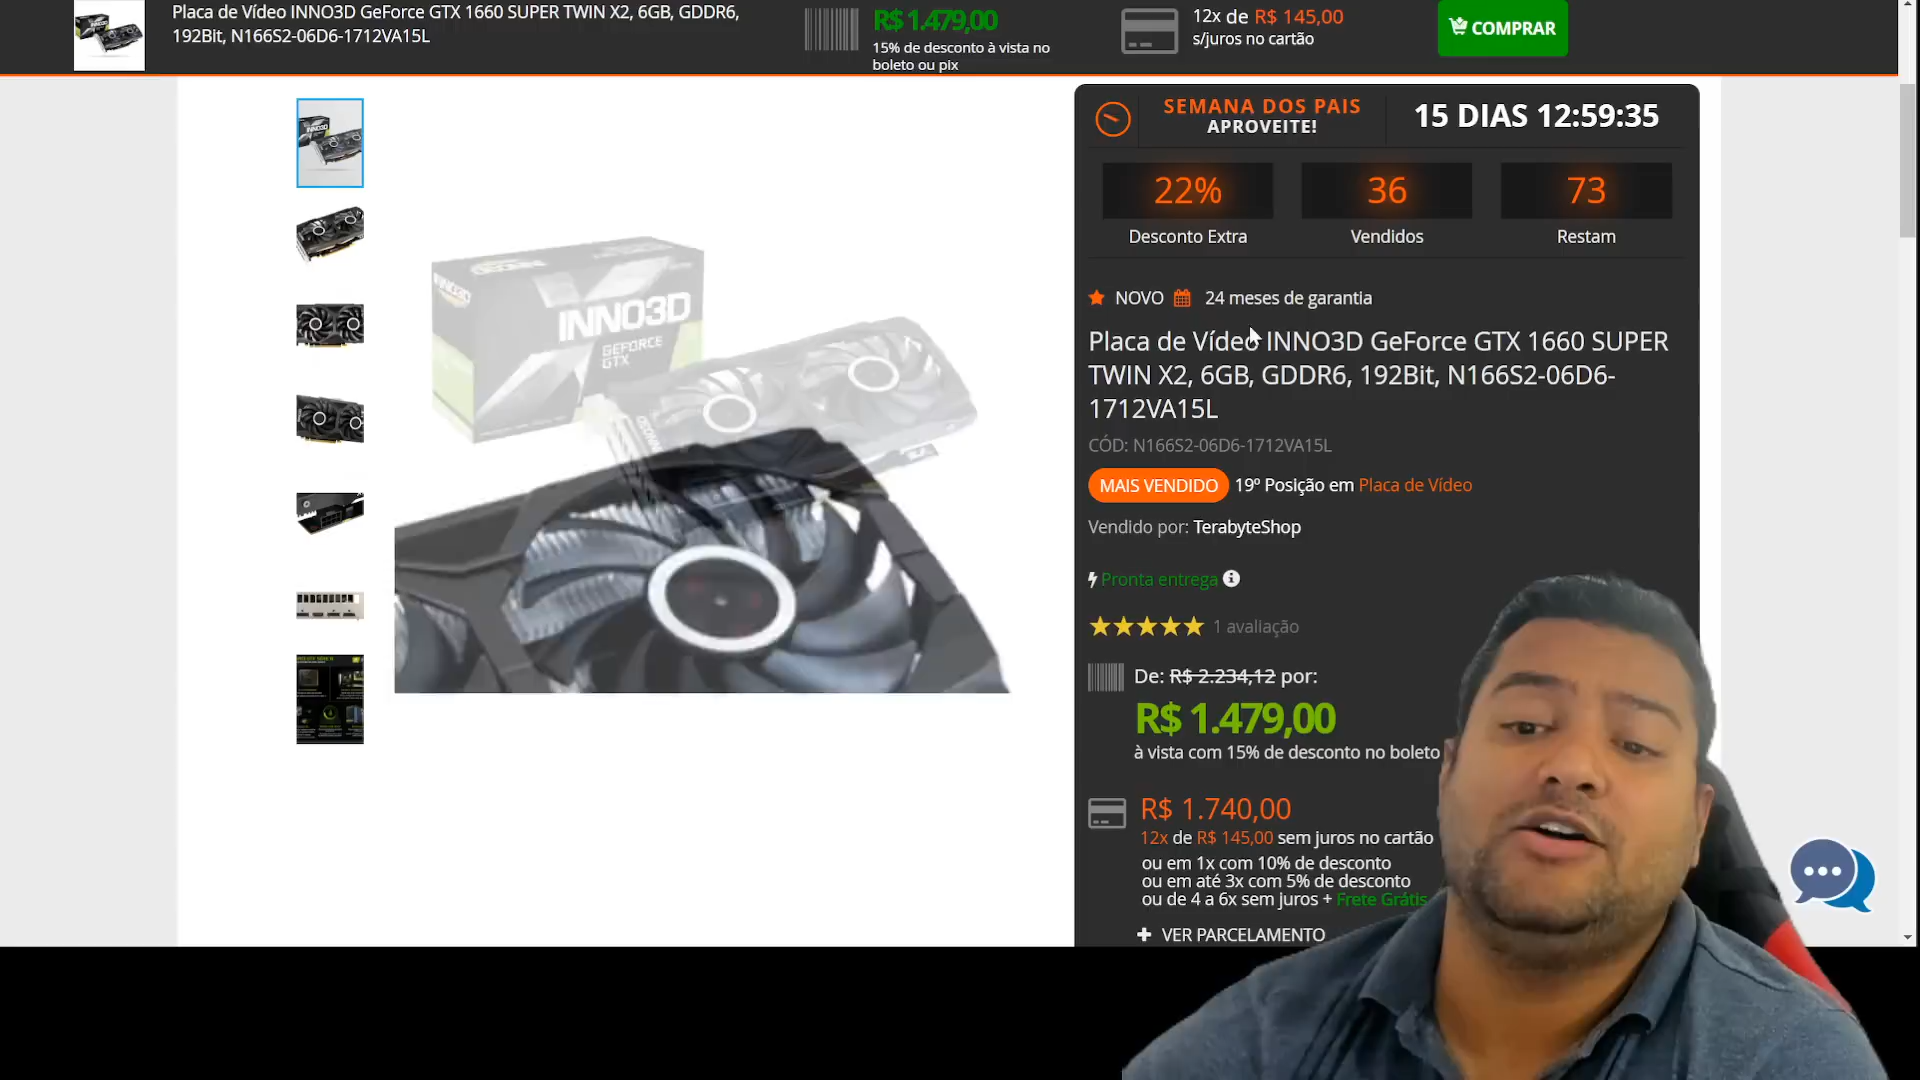 Placa de Vídeo INNO3D GeForce GTX 1660 SUPER TWIN X2, 6GB, GDDR6,
192Bit, N166S2-06D6-1712VA15L
R$ 1.479,00
15% de desconto à vista no
boleto ou pix
12x de R$ 145,00
s/juros no cartão
COMPRAR
SEMANA DOS PAIS
APROVEITE!
15 DIAS 12:59:35
22%
Desconto Extra
36
Vendidos
73
Restam
NOVO
24 meses de garantia
Placa de Vídeo INNO3D GeForce GTX 1660 SUPER
TWIN X2, 6GB, GDDR6, 192Bit, N166S2-06D6-
1712VA15L
CÓD: N166S2-06D6-1712VA15L
MAIS VENDIDO
19º Posição em Placa de Vídeo
Vendido por: TerabyteShop
Pronta entrega
1 avaliação
De: R$ 2.234,12 por:
R$ 1.479,00
à vista com 15% de desconto no boleto
R$ 1.740,00
12x de R$ 145,00 sem juros no cartão
ou em 1x com 10% de desconto
ou em até 3x com 5% de desconto
ou de 4 a 6x sem juros + Frete Grátis
VER PARCELAMENTO
INNO3D
GEFORCE
GTX
INNO3D